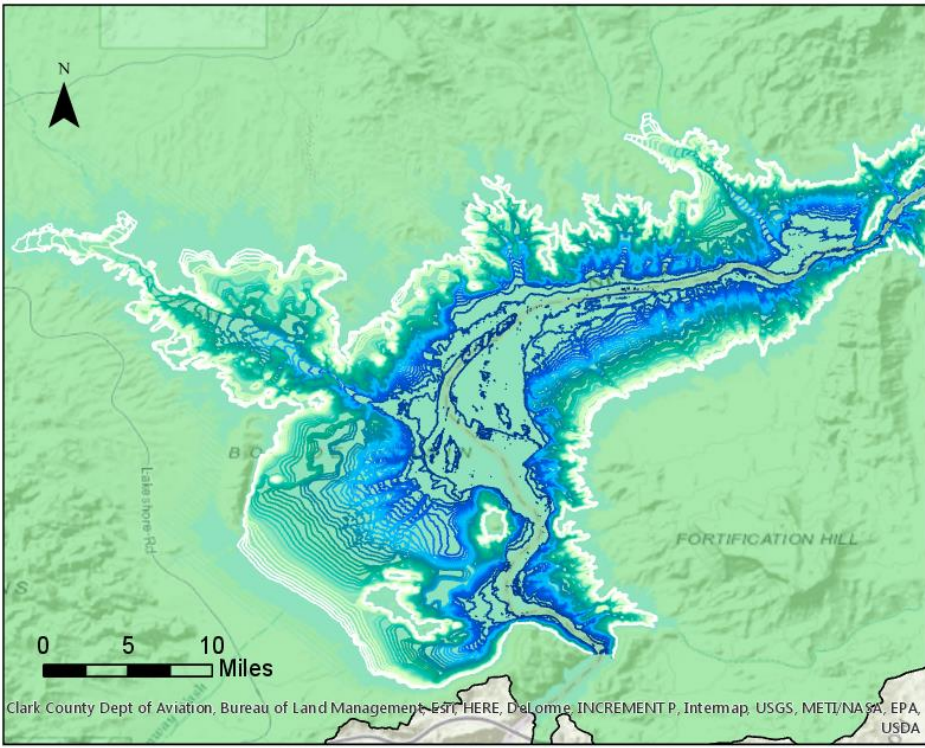 N
Lakeshore Rd
FORTIFICATION HILL
0 5 10
Miles
Clark County Dept of Aviation, Bureau of Land Management, Esri, HERE, DeLorme, INCREMENT P, Intermap, USGS, METI/NASA, EPA,
USDA